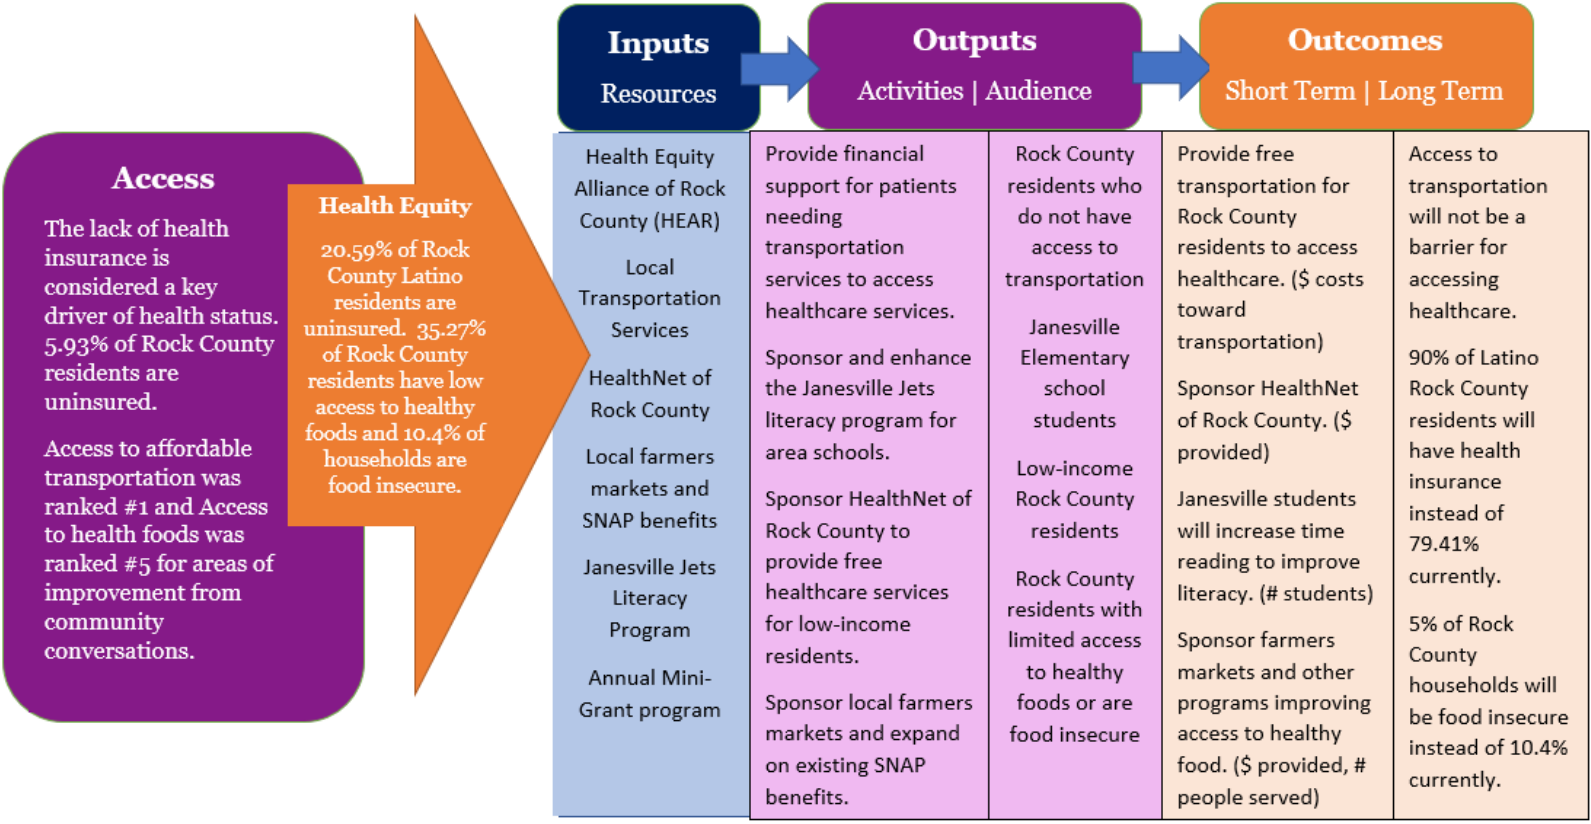 Access
The lack of health
insurance is
considered a key
driver of health status.
5.93% of Rock County
residents are
uninsured.
Access to affordable
transportation was
ranked #1 and Access
to health foods was
ranked #5 for areas of
improvement from
community
conversations.
Health Equity
20.59% of Rock
County Latino
residents are
uninsured. 35.27%
of Rock County
residents have low
access to healthy
foods and 10.4% of
households are
food insecure.
Inputs
Resources
Health Equity
Alliance of Rock
County (HEAR)
Local
Transportation
Services
HealthNet of
Rock County
Local farmers
markets and
SNAP benefits
Janesville Jets
Literacy
Program
Annual Mini-
Grant program
Outputs
Activities | Audience
Provide financial
support for patients
needing
transportation
services to access
healthcare services.
Sponsor and enhance
the Janesville Jets
literacy program for
area schools.
Sponsor HealthNet of
Rock County to
provide free
healthcare services
for low-income
residents.
Sponsor local farmers
markets and expand
on existing SNAP
benefits.
Rock County
residents who
do not have
access to
transportation
Janesville
Elementary
school
students
Low-income
Rock County
residents
Rock County
residents with
limited access
to healthy
foods or are
food insecure
Outcomes
Short Term | Long Term
Provide free
transportation for
Rock County
residents to access
healthcare. ($ costs
toward
transportation)
Sponsor HealthNet
of Rock County. ($
provided)
Janesville students
will increase time
reading to improve
literacy. (# students)
Sponsor farmers
markets and other
programs improving
access to healthy
food. ($ provided, #
people served)
Access to
transportation
will not be a
barrier for
accessing
healthcare.
90% of Latino
Rock County
residents will
have health
insurance
instead of
79.41%
currently.
5% of Rock
County
households will
be food insecure
instead of 10.4%
currently.